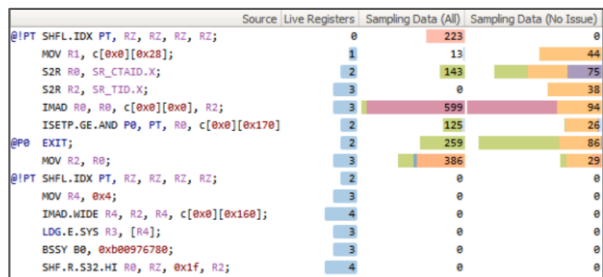 Source Live Registers Sampling Data (All) Sampling Data (No Issue)
@!PT SHFL.IDX PT, RZ, RZ, RZ, RZ; 0 223 0
MOV R1, c[0x0][0x28]; 1 13 44
S2R R0, SR_CTAID.X; 2 143 75
S2R R2, SR_TID.X; 3 0 38
IMAD R0, R0, c[0x0][0x0], R2; 3 599 94
ISETP.GE.AND P0, PT, R0, c[0x0][0x170] 2 125 26
@P0 EXIT; 2 259 86
MOV R2, R0; 3 386 29
@!PT SHFL.IDX PT, RZ, RZ, RZ, RZ; 2 0 0
MOV R4, 0x4; 3 0 0
IMAD.WIDE R4, R2, R4, c[0x0][0x160]; 4 0 0
LDG.E.SYS R3, [R4]; 3 0 0
BSSY B0, 0xb00976780; 3 0 0
SHF.R.S32.HI R0, RZ, 0x1f, R2; 4 0 0